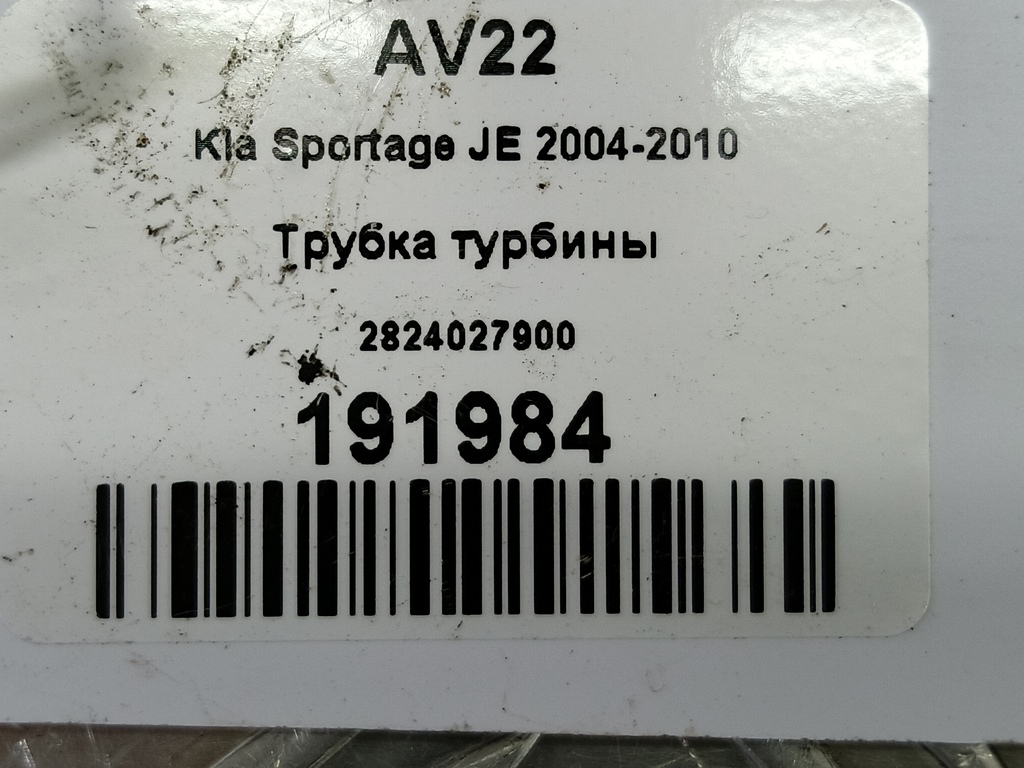 AV22
Kia Sportage JE 2004-2010
Трубка турбины
2824027900
191984